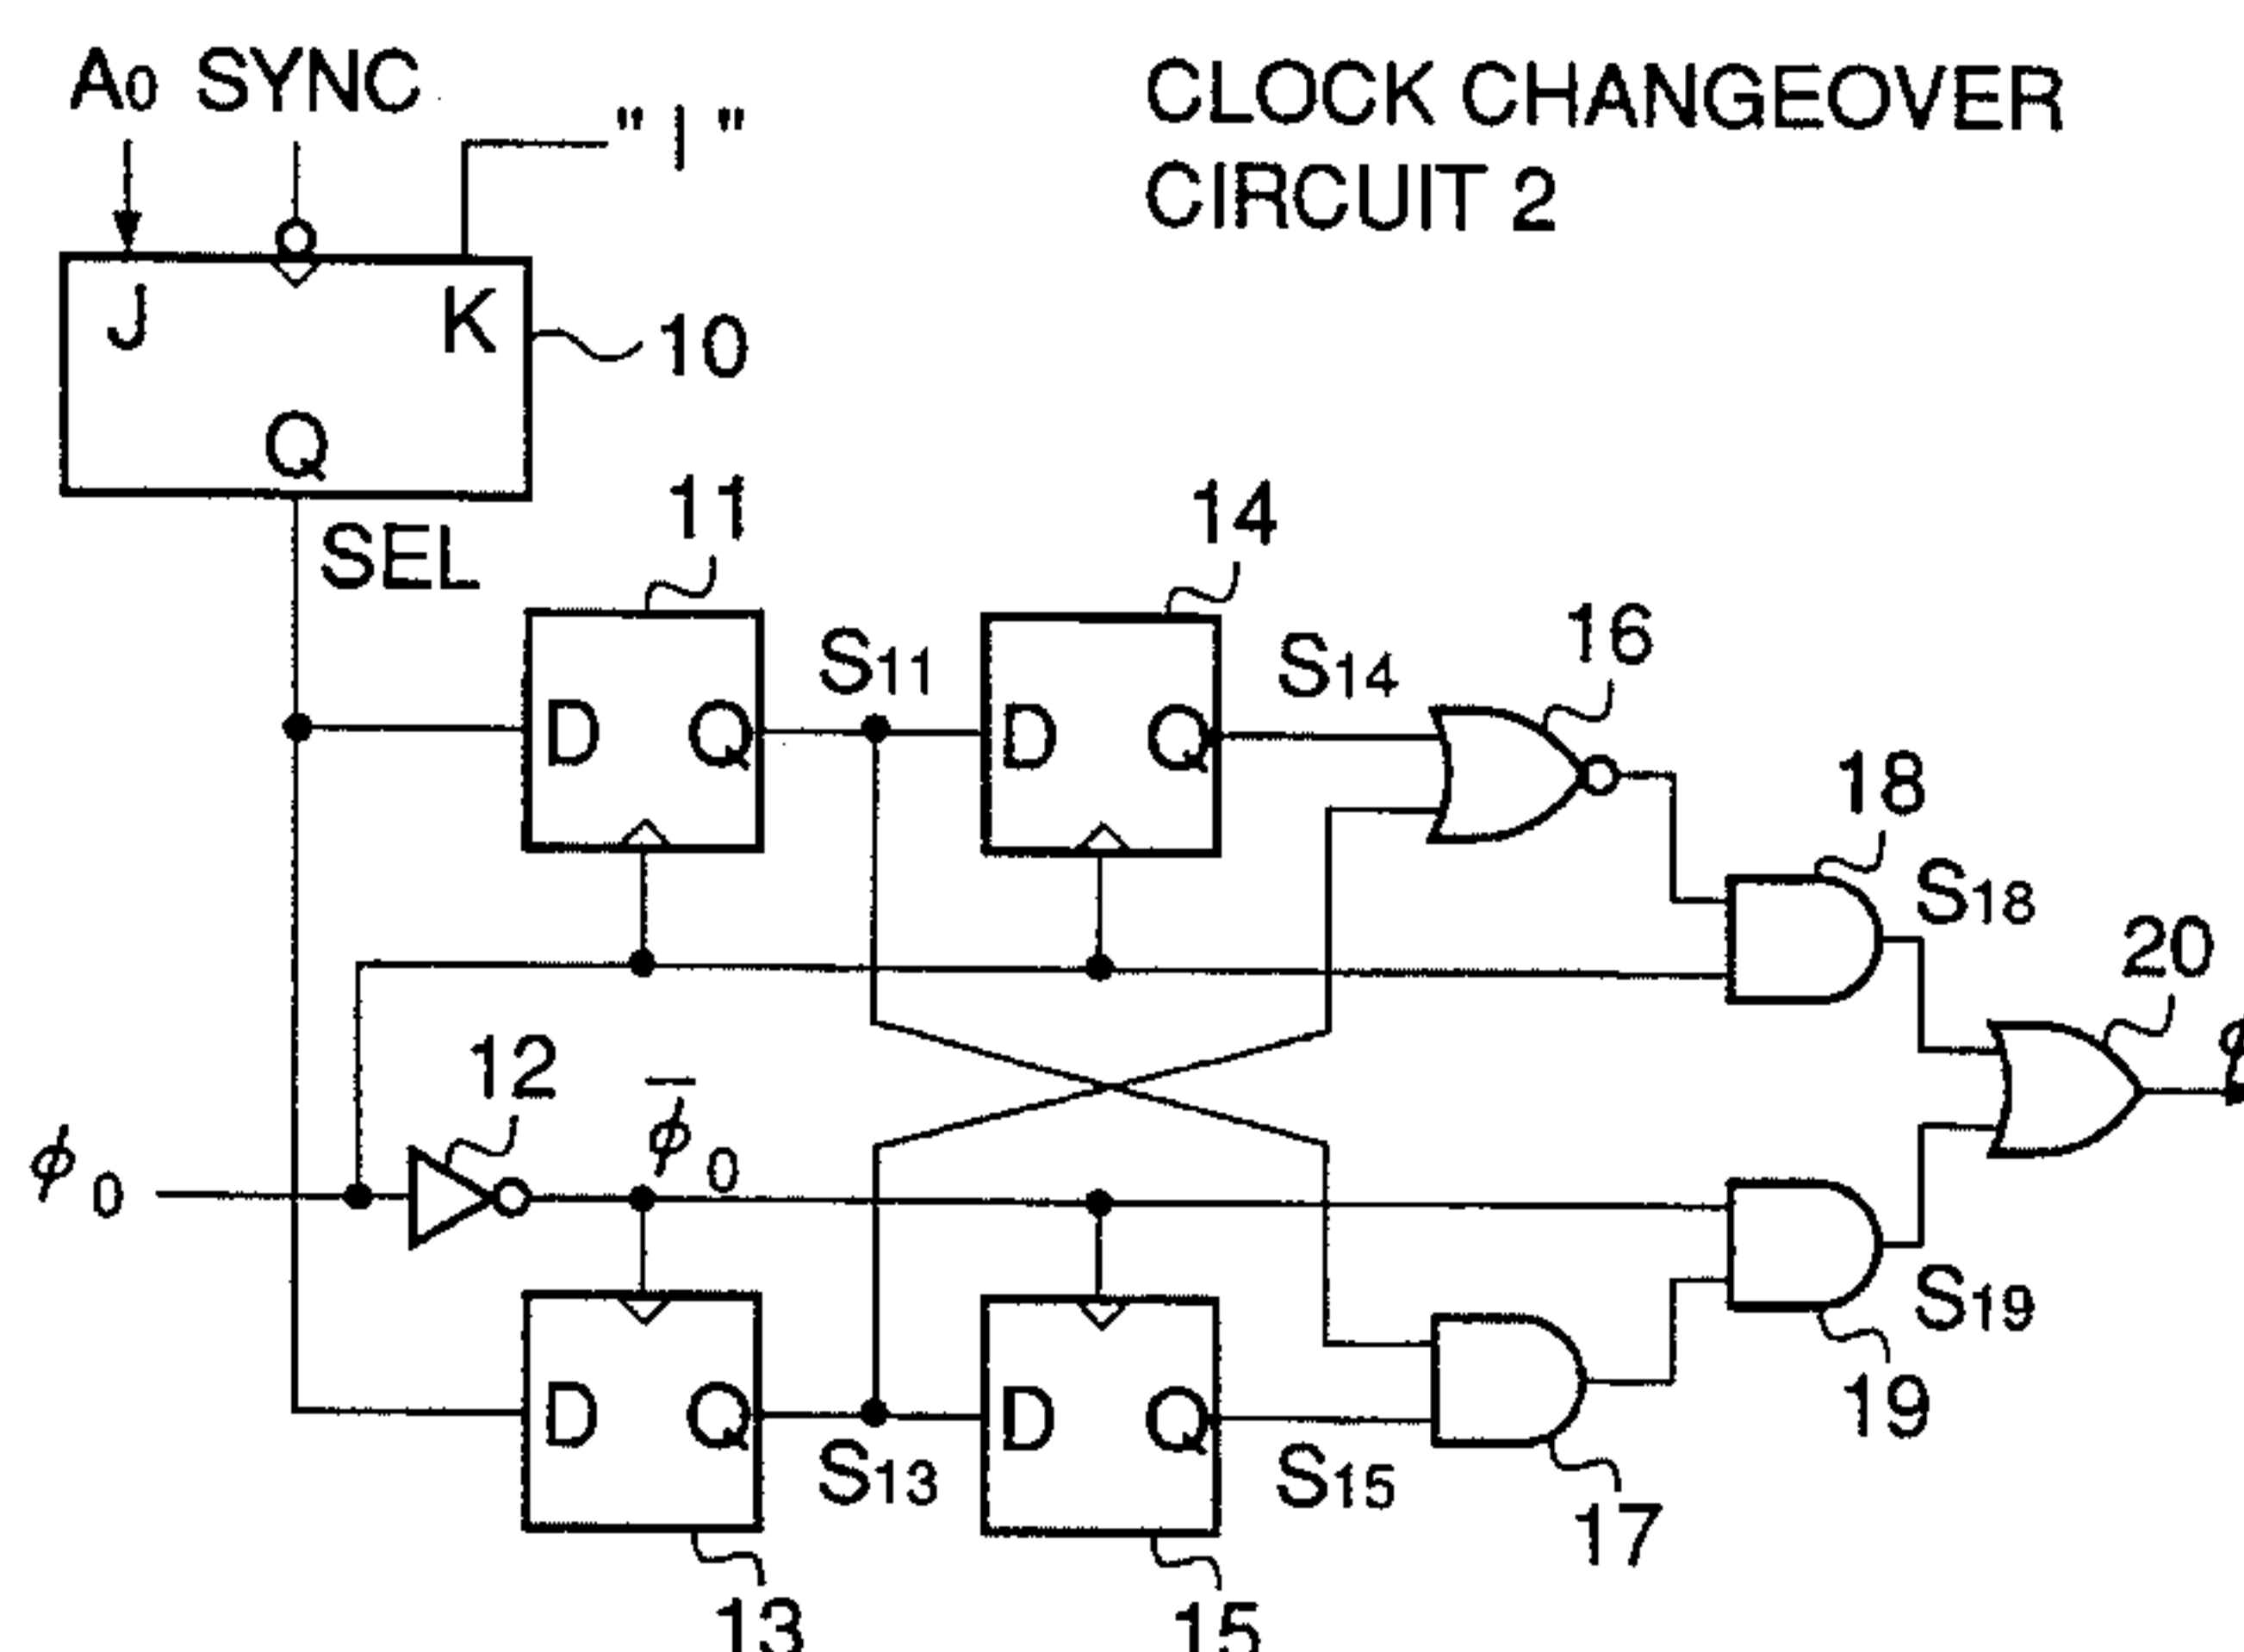 A0 SYNC
"1"
CLOCK CHANGEOVER
CIRCUIT 2
J
K
10
Q
SEL
11
14
16
S11
S14
D
Q
D
Q
18
S18
20
12
ϕ̅0
ϕ0
ϕ
S19
19
D
Q
D
Q
S13
S15
17
13
15